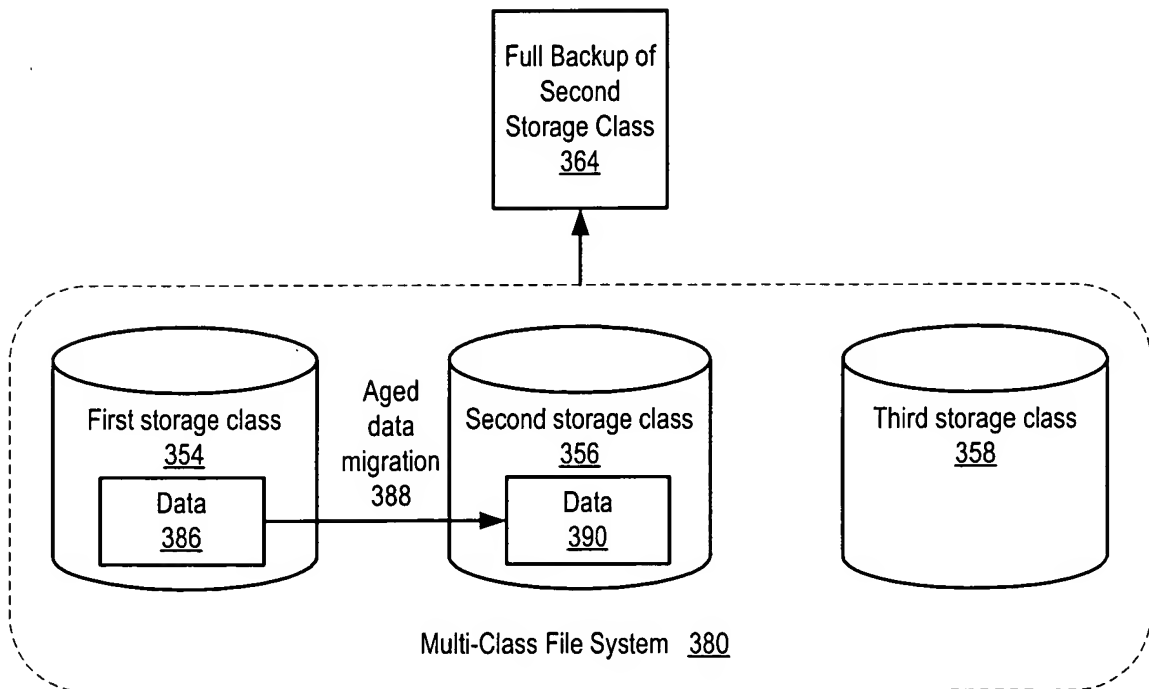 Full Backup of
Second
Storage Class
364
First storage class
354
Data
386
Aged
data
migration
388
Second storage class
356
Data
390
Third storage class
358
Multi-Class File System 380